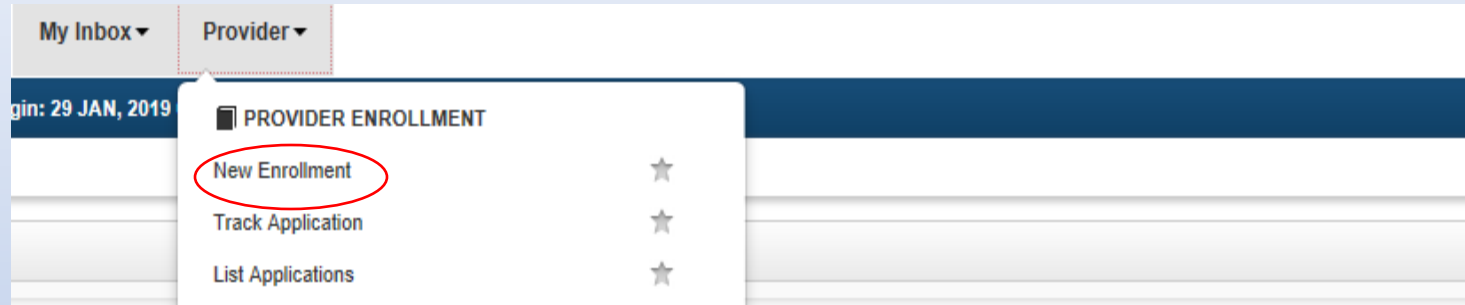 My Inbox Provider
gin: 29 JAN, 2019
PROVIDER ENROLLMENT
New Enrollment
Track Application
List Applications